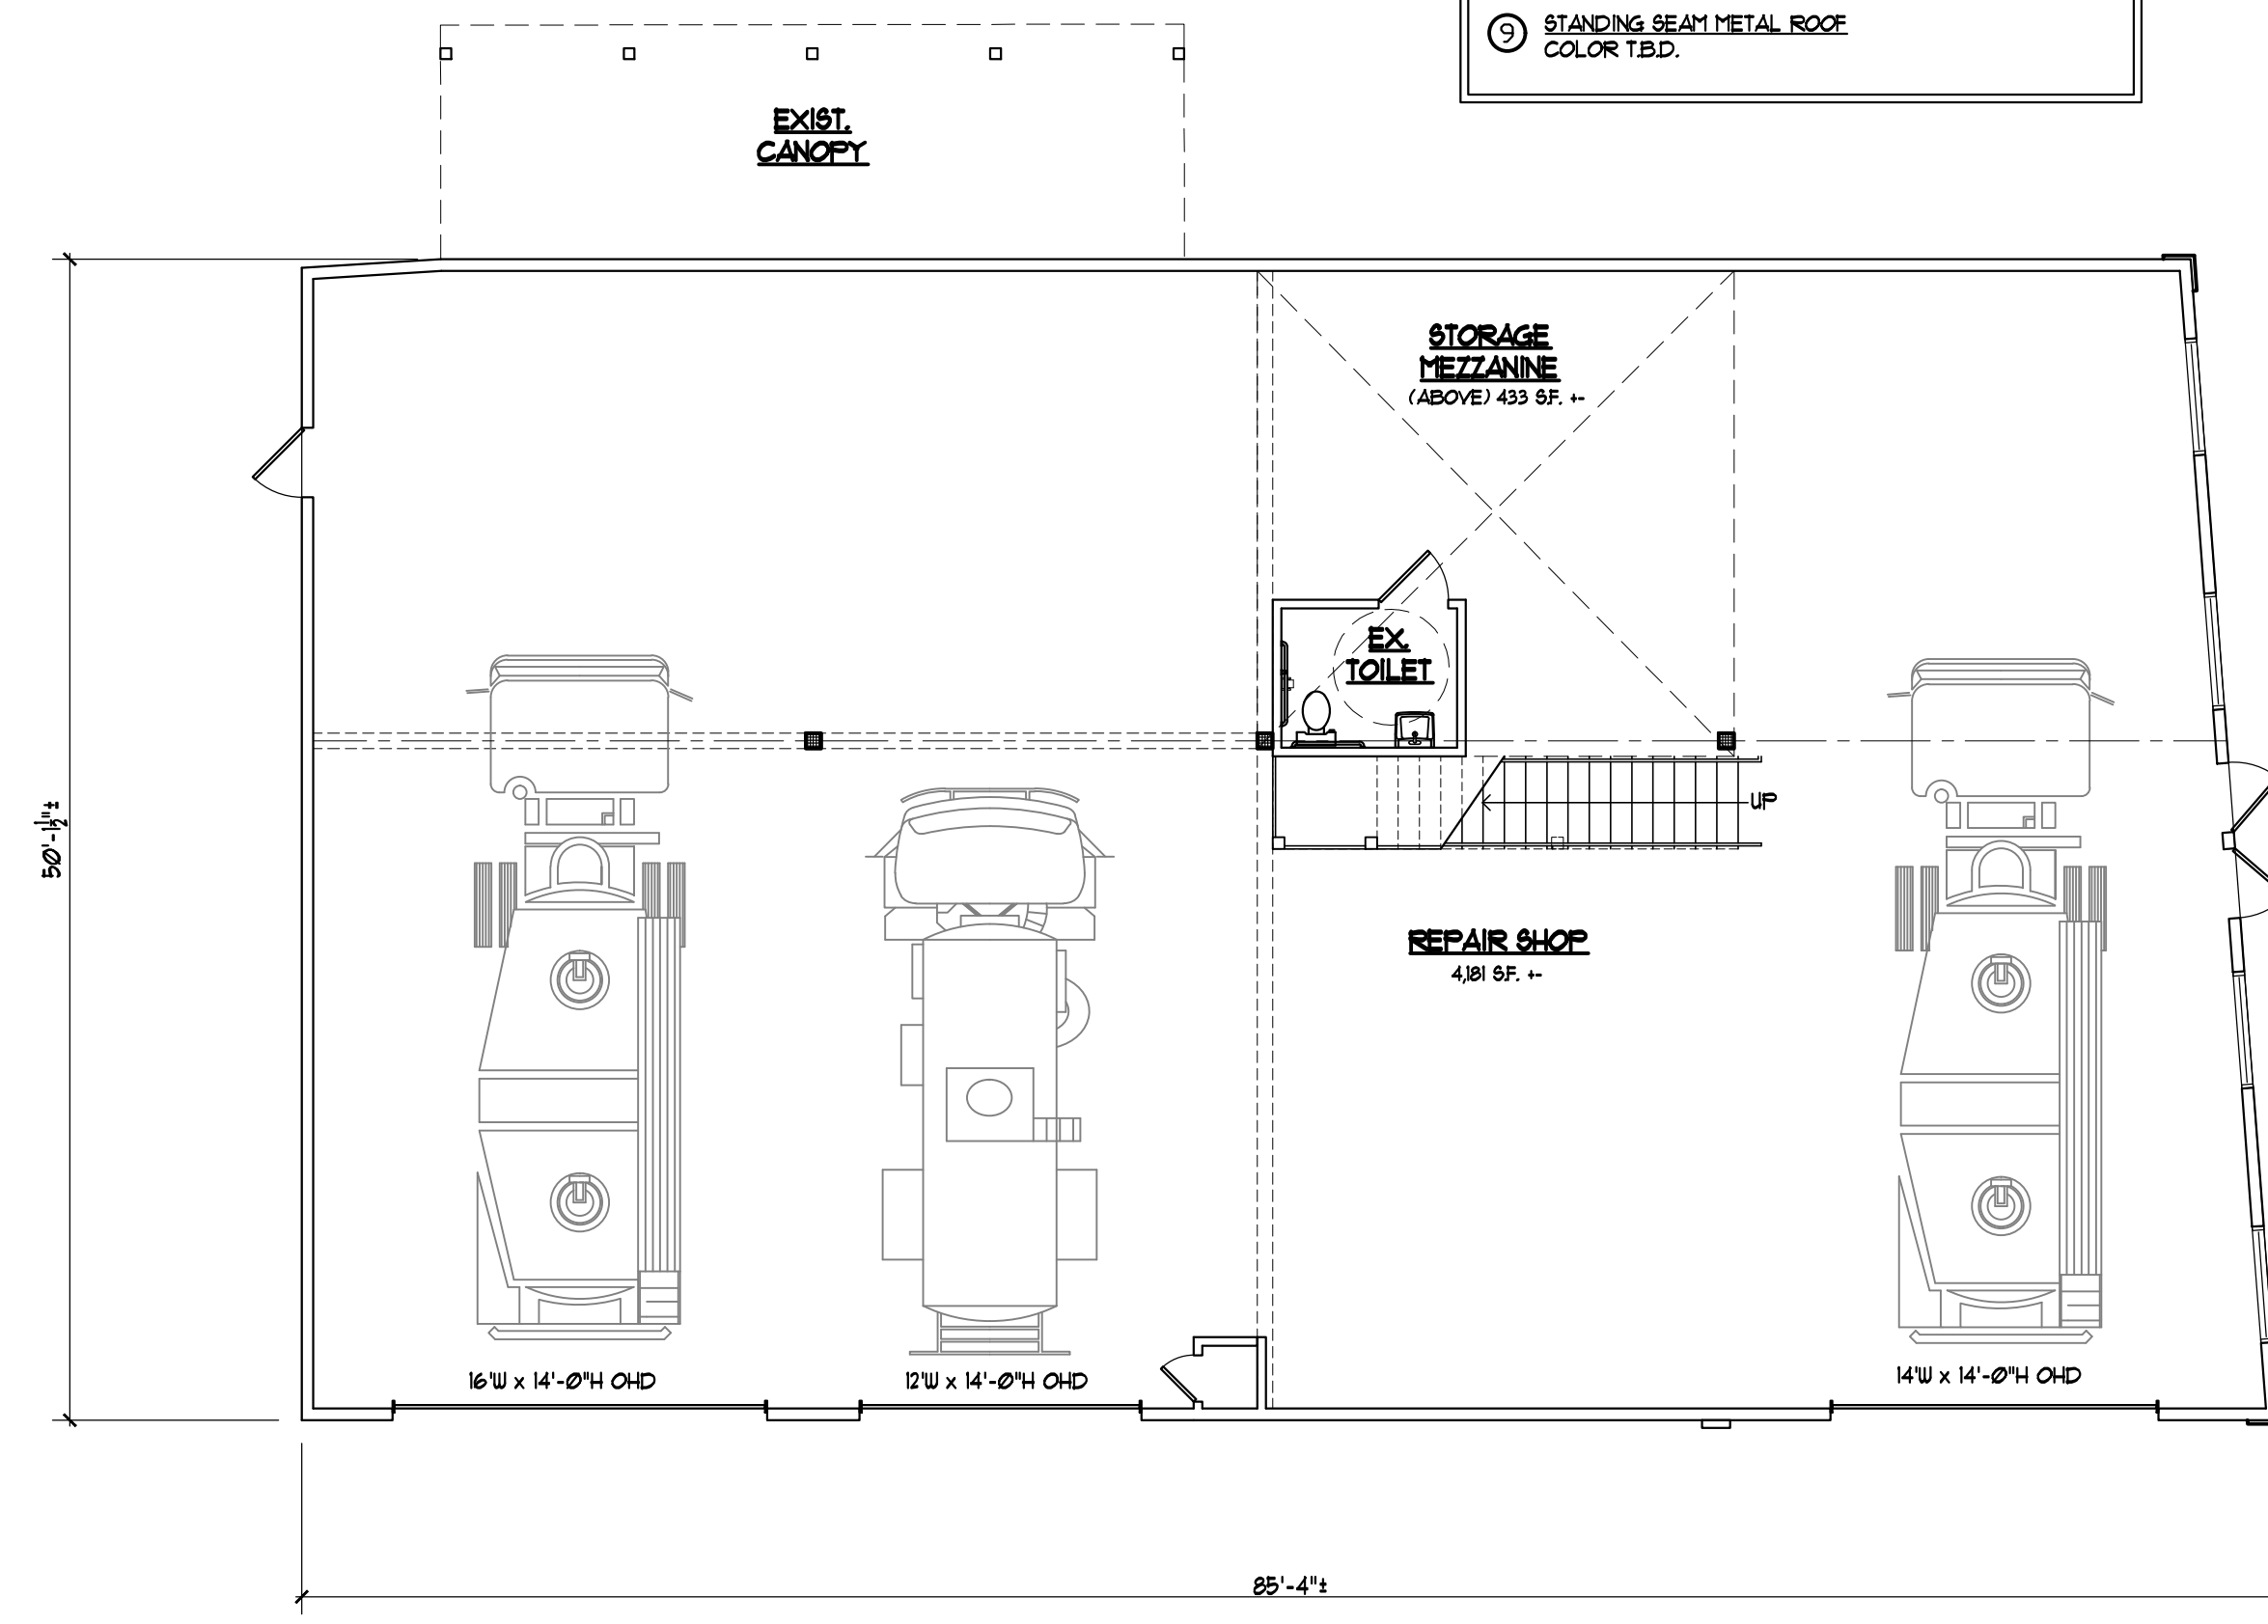 9 STANDING SEAM METAL ROOF
COLOR T.B.D.
EXIST.
CANOPY
STORAGE
MEZZANINE
(ABOVE) 433 S.F. +-
EX.
TOILET
UP
50'-1½"±
REPAIR SHOP
4,181 S.F. +-
16'W x 14'-0"H OHD
12'W x 14'-0"H OHD
14'W x 14'-0"H OHD
85'-4"±